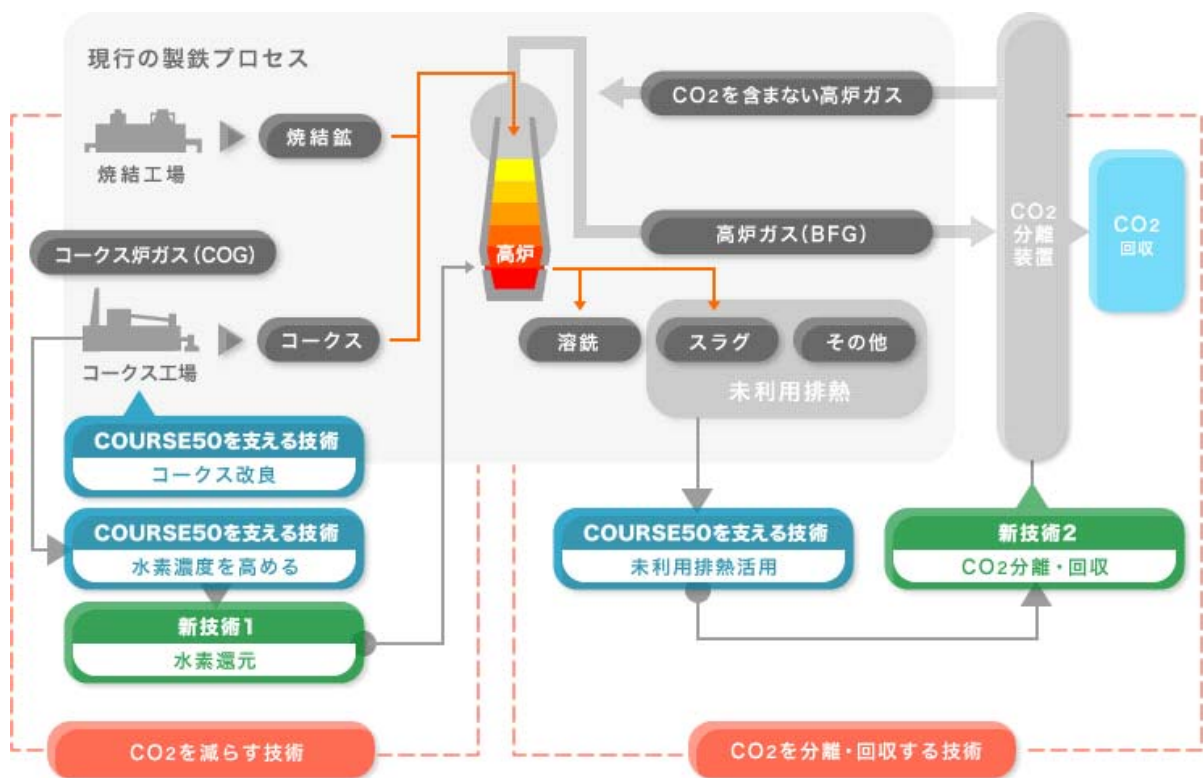 現行の製鉄プロセス
焼結工場
焼結鉱
コークス炉ガス(COG)
コークス工場
コークス
高炉
CO2を含まない高炉ガス
高炉ガス(BFG)
CO2
分離
装置
CO2
回収
溶銑
スラグ
その他
未利用排熱
COURSE50を支える技術
コークス改良
COURSE50を支える技術
水素濃度を高める
新技術1
水素還元
COURSE50を支える技術
未利用排熱活用
新技術2
CO2分離・回収
CO2を減らす技術
CO2を分離・回収する技術